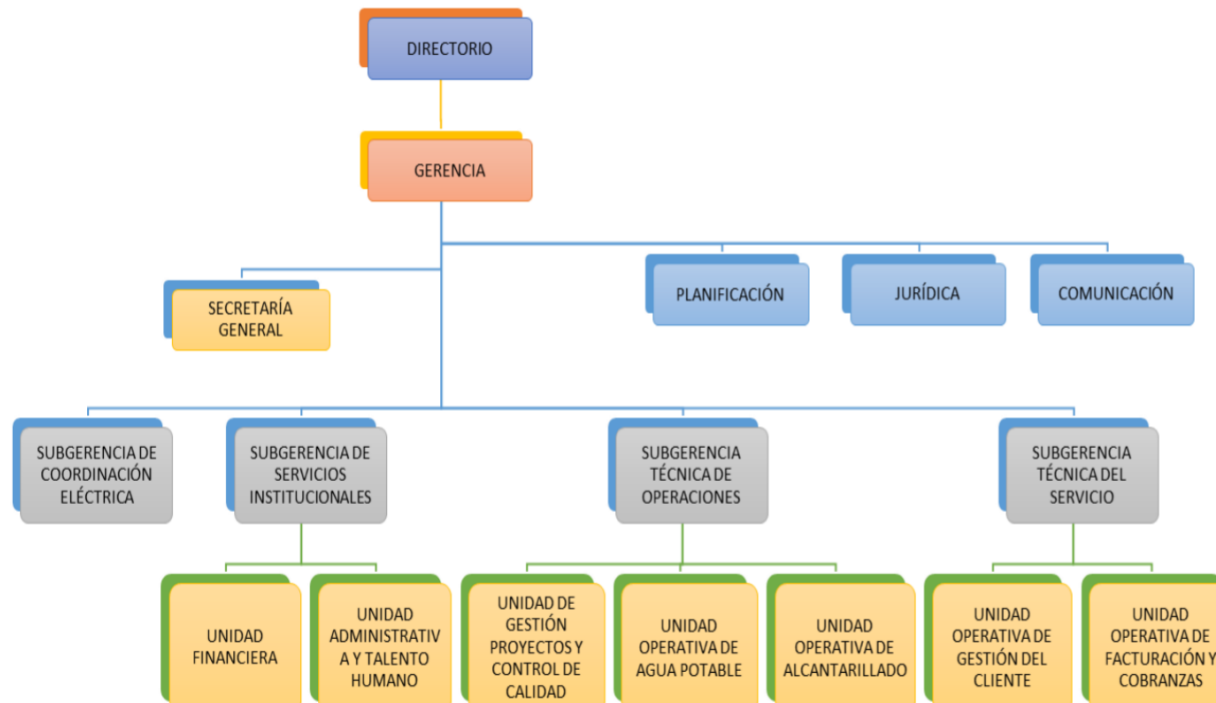 DIRECTORIO
GERENCIA
SECRETARÍA
GENERAL
PLANIFICACIÓN
JURÍDICA
COMUNICACIÓN
SUBGERENCIA DE
COORDINACIÓN
ELÉCTRICA
SUBGERENCIA DE
SERVICIOS
INSTITUCIONALES
SUBGERENCIA
TÉCNICA DE
OPERACIONES
SUBGERENCIA
TÉCNICA DEL
SERVICIO
UNIDAD
FINANCIERA
UNIDAD
ADMINISTRATIV
A Y TALENTO
HUMANO
UNIDAD DE
GESTIÓN
PROYECTOS Y
CONTROL DE
CALIDAD
UNIDAD
OPERATIVA DE
AGUA POTABLE
UNIDAD
OPERATIVA DE
ALCANTARILLADO
UNIDAD
OPERATIVA DE
GESTIÓN DEL
CLIENTE
UNIDAD
OPERATIVA DE
FACTURACIÓN Y
COBRANZAS